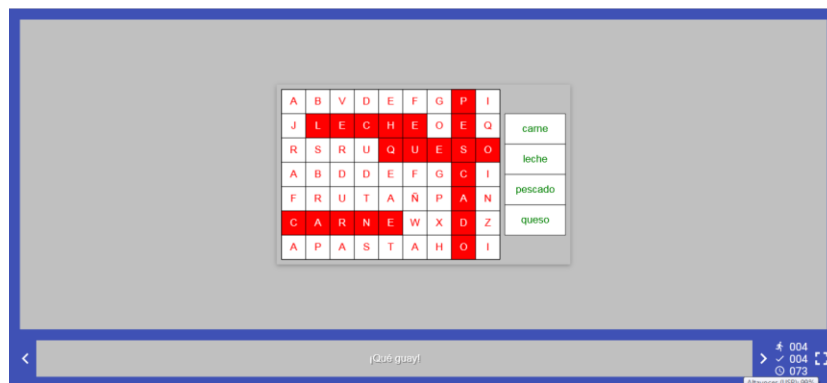 A B V D E F G P I
J L E C H E O E Q
R S R U Q U E S O
A B D D E F G C I
F R U T A Ñ P A N
C A R N E W X D Z
A P A S T A H O I
carne
leche
pescado
queso
¡Qué guay!
004
004
073